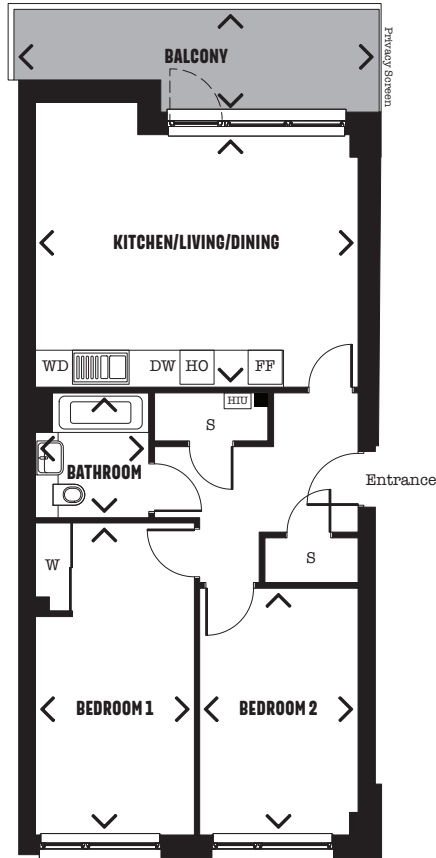 BALCONY
Privacy Screen
KITCHEN/LIVING/DINING
WD
DW
HO
FF
HIU
S
BATHROOM
Entrance
W
S
BEDROOM 1
BEDROOM 2